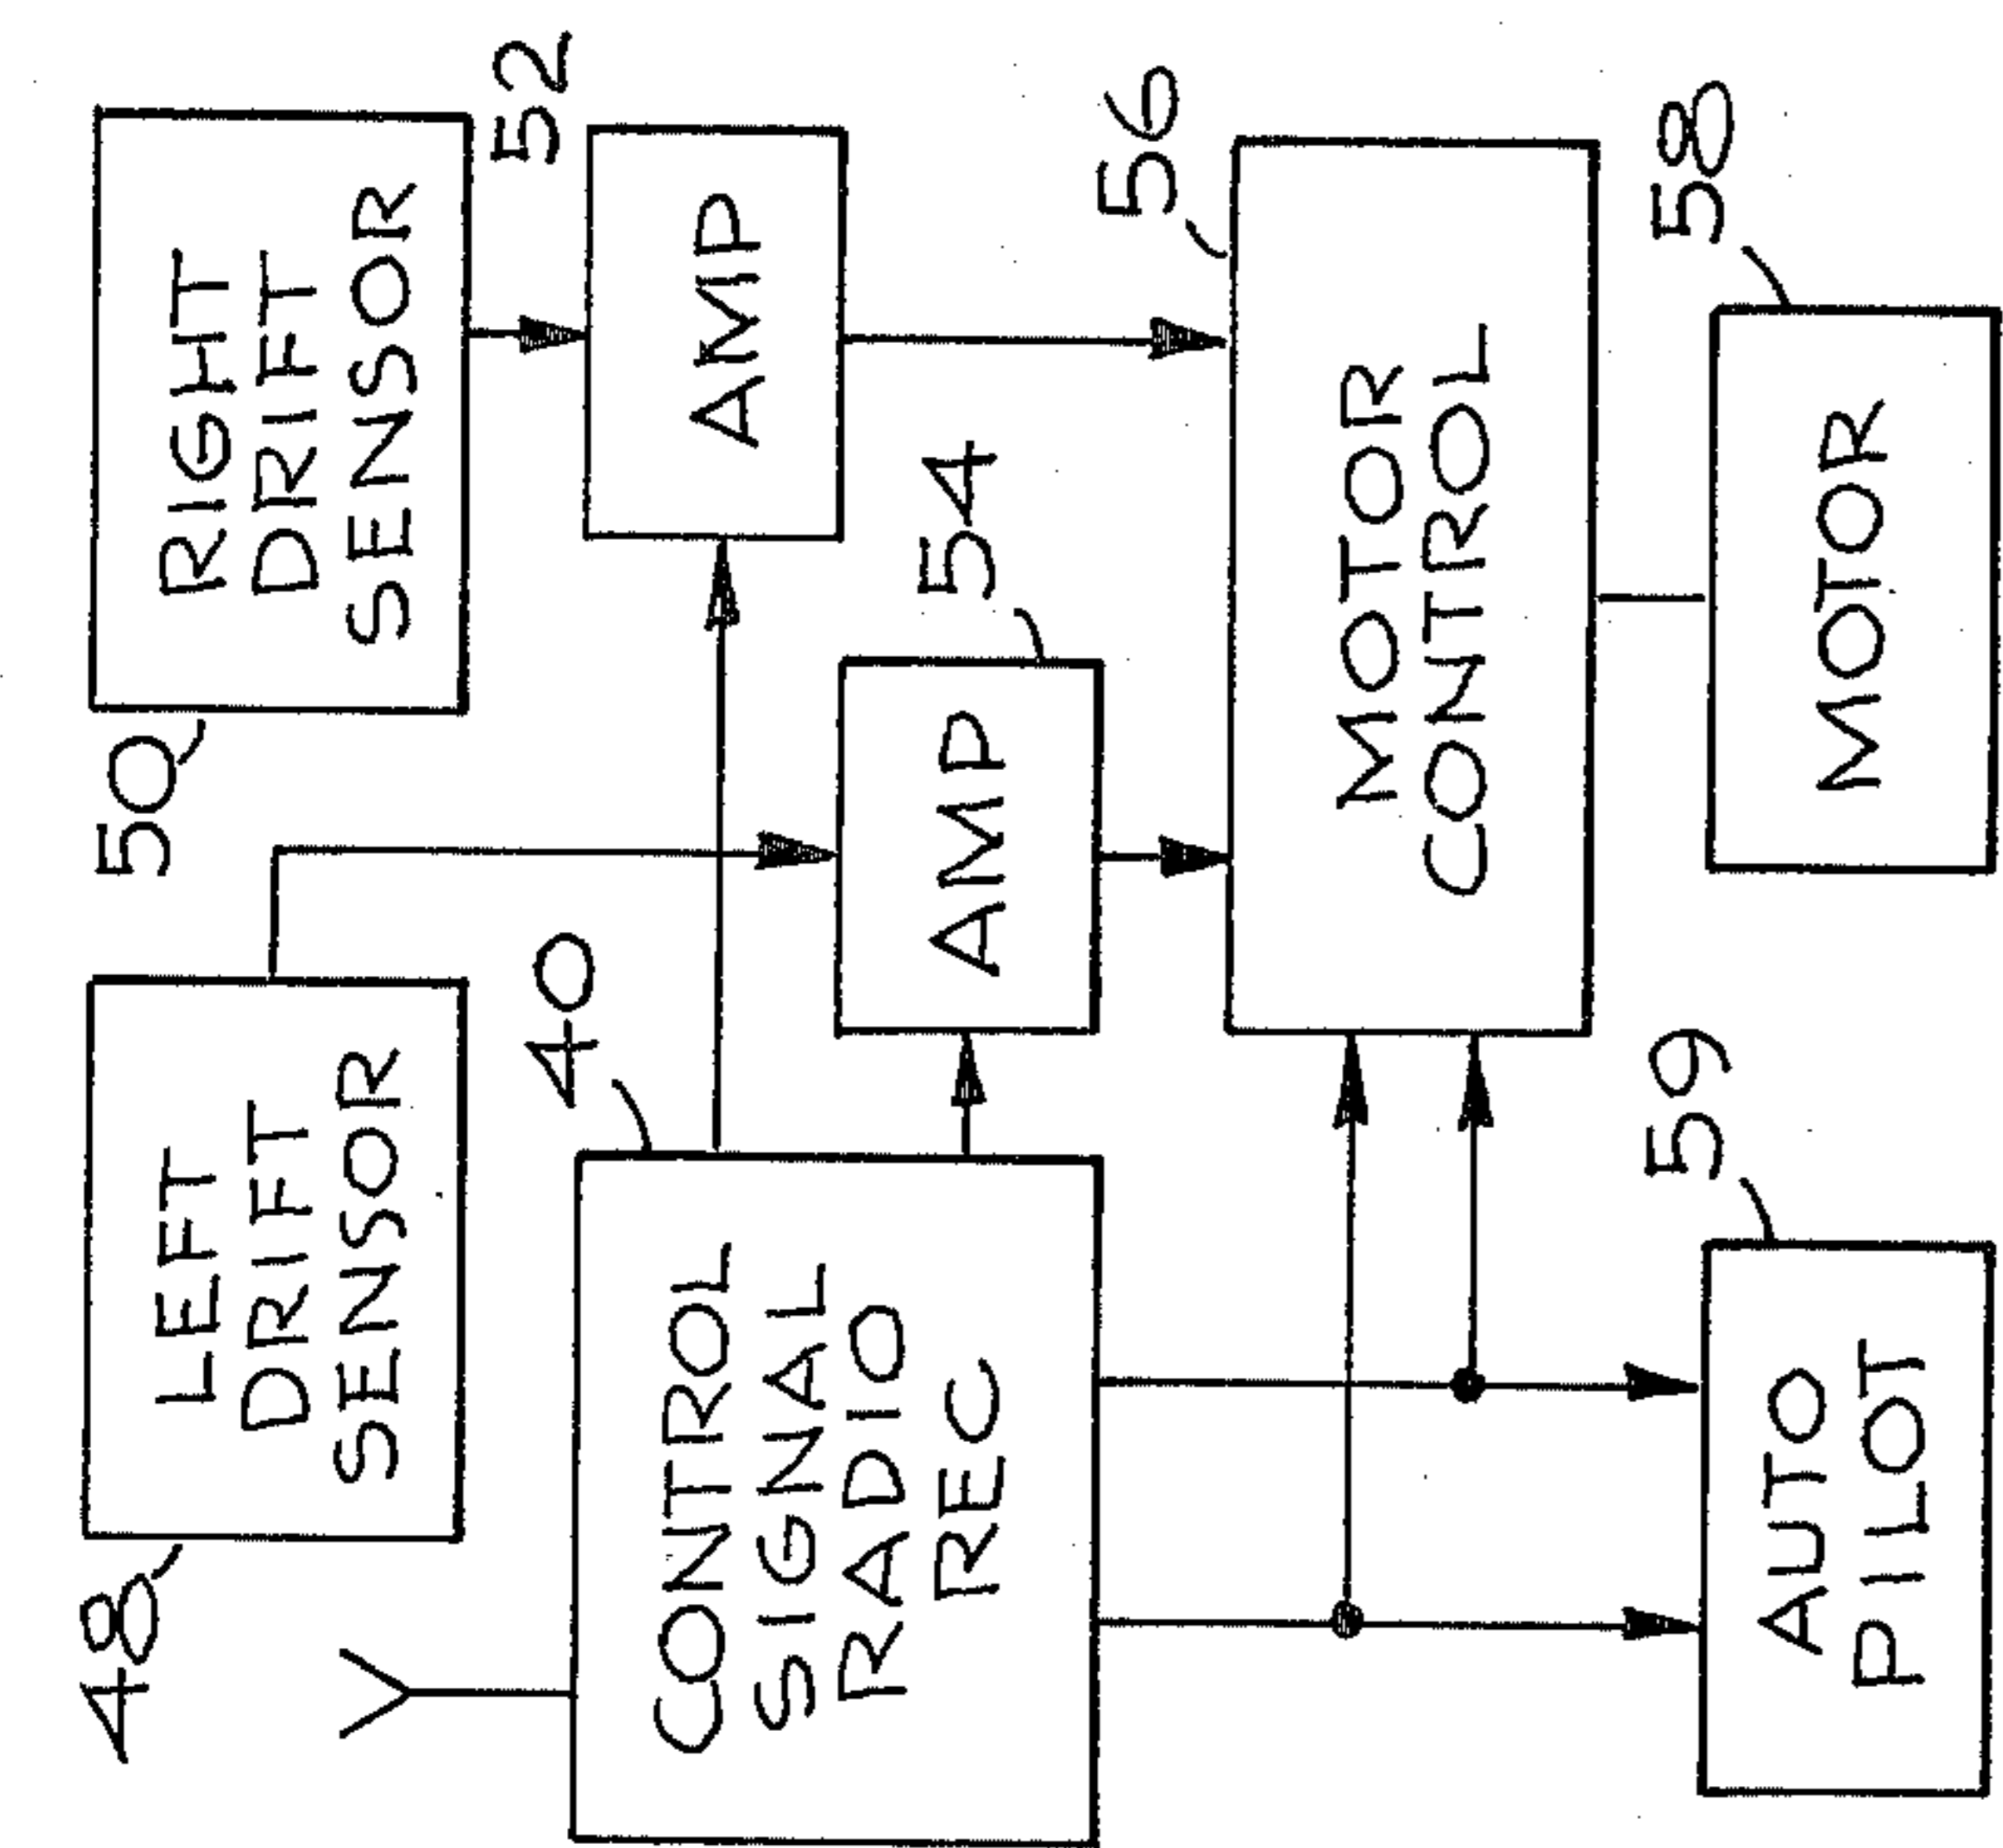 48
LEFT
DRIFT
SENSOR
50
RIGHT
DRIFT
SENSOR
40
CONTROL
SIGNAL
RADIO
REC
52
AMP
54
AMP
56
MOTOR
CONTROL
59
AUTO
PILOT
58
MOTOR